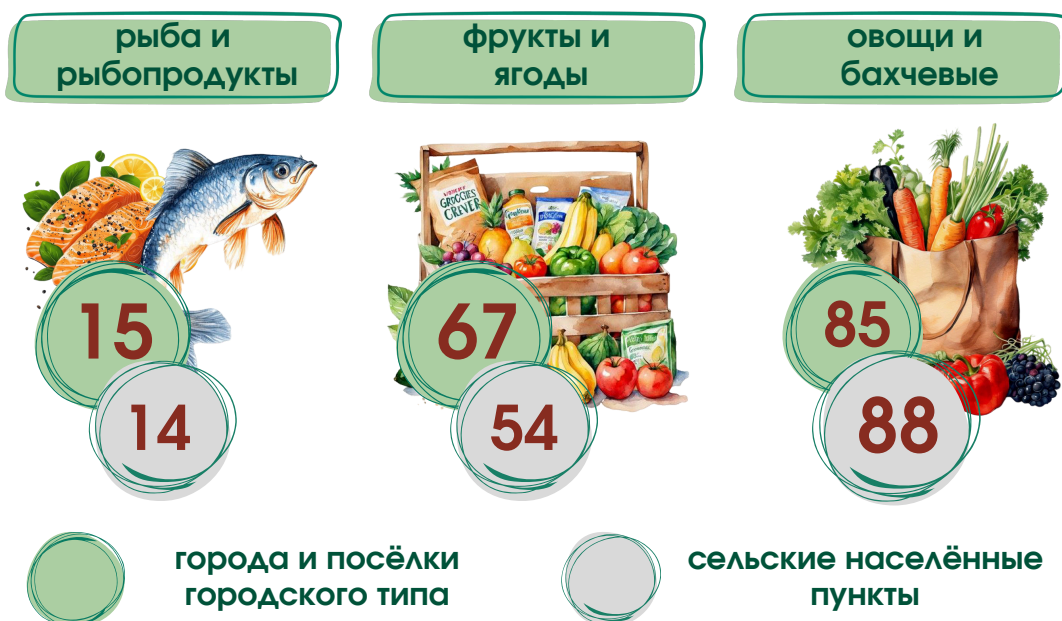 рыба и
рыбопродукты
фрукты и
ягоды
овощи и
бахчевые
15
14
67
54
85
88
города и посёлки
городского типа
сельские населённые
пункты